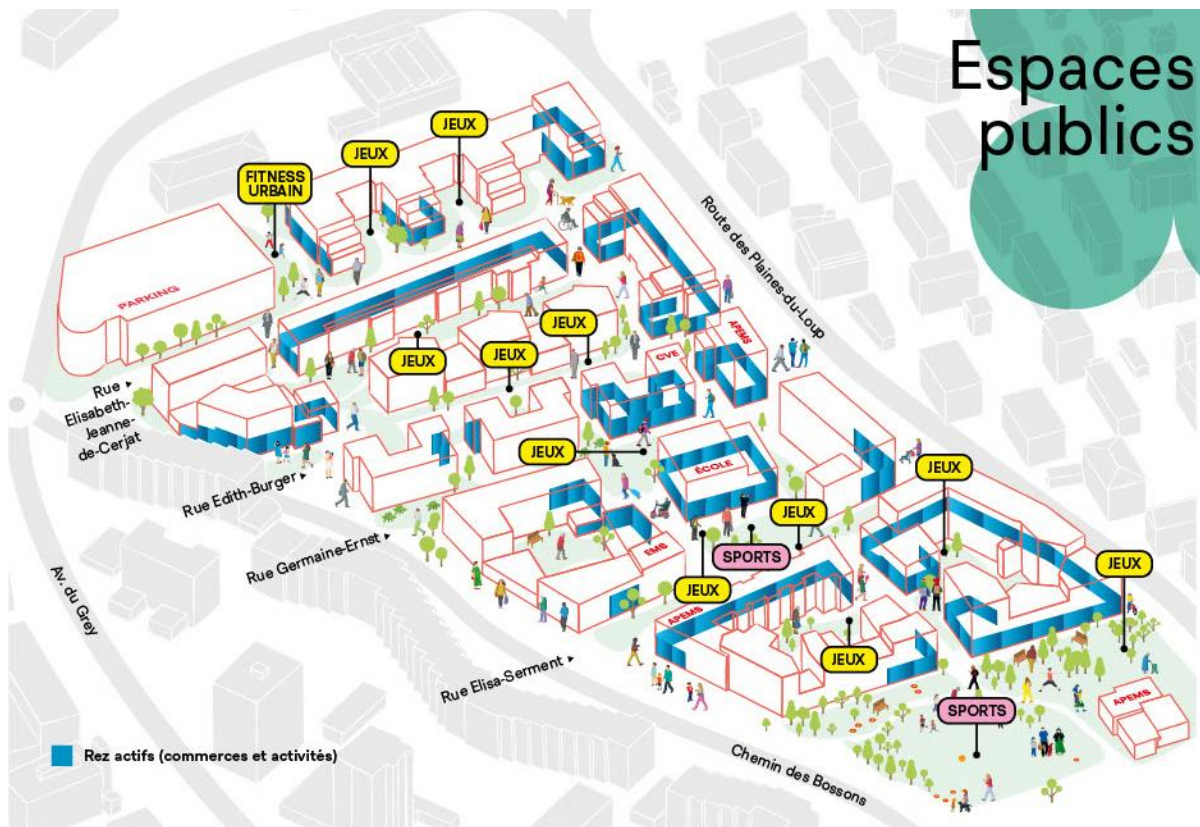 Espaces
publics
JEUX
JEUX
FITNESS
URBAIN
Route des Plaines-du-Loup
PARKING
JEUX
APEMS
JEUX
JEUX
CVE
Rue
Elisabeth-
Jeanne-
de-Cerjat
JEUX
ÉCOLE
JEUX
Rue Edith-Burger
JEUX
Rue Germaine-Ernst
EMS
SPORTS
JEUX
JEUX
Av. du Grey
APEMS
JEUX
Rue Elisa-Serment
APEMS
SPORTS
Rez actifs (commerces et activités)
Chemin des Bossons